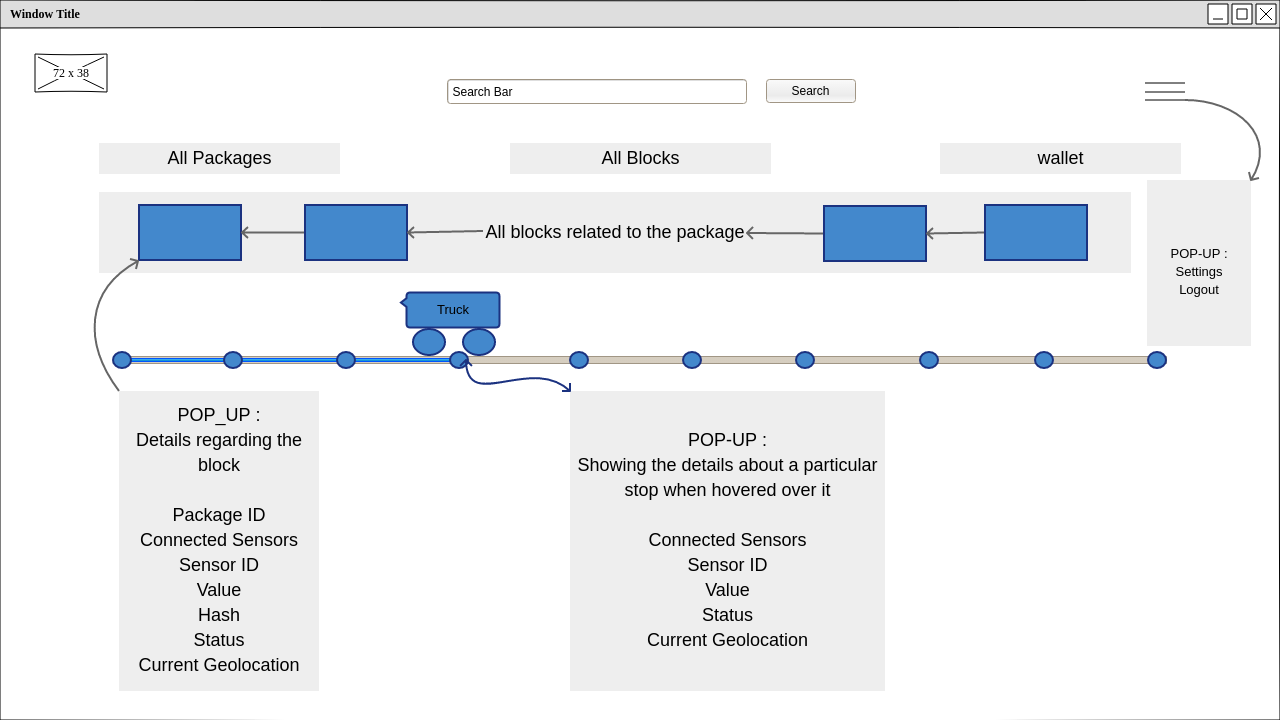 Window Title
72 x 38
Search Bar
Search
All Packages
All Blocks
wallet
All blocks related to the package
POP-UP :
Settings
Logout
Truck
POP_UP :
Details regarding the
block
Package ID
Connected Sensors
Sensor ID
Value
Hash
Status
Current Geolocation
POP-UP :
Showing the details about a particular
stop when hovered over it
Connected Sensors
Sensor ID
Value
Status
Current Geolocation